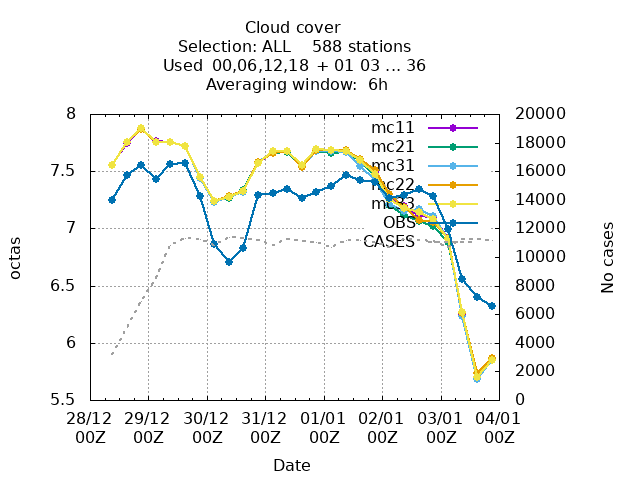 Cloud cover
Selection: ALL    588 stations
Used  00,06,12,18 + 01 03 ... 36
Averaging window:  6h
8
7.5
7
6.5
6
5.5
octas
20000
18000
16000
14000
12000
10000
8000
6000
4000
2000
0
No cases
mc11
mc21
mc31
mc22
mc33
OBS
CASES
28/12 29/12 30/12 31/12 01/01 02/01 03/01 04/01
00Z 00Z 00Z 00Z 00Z 00Z 00Z 00Z
Date